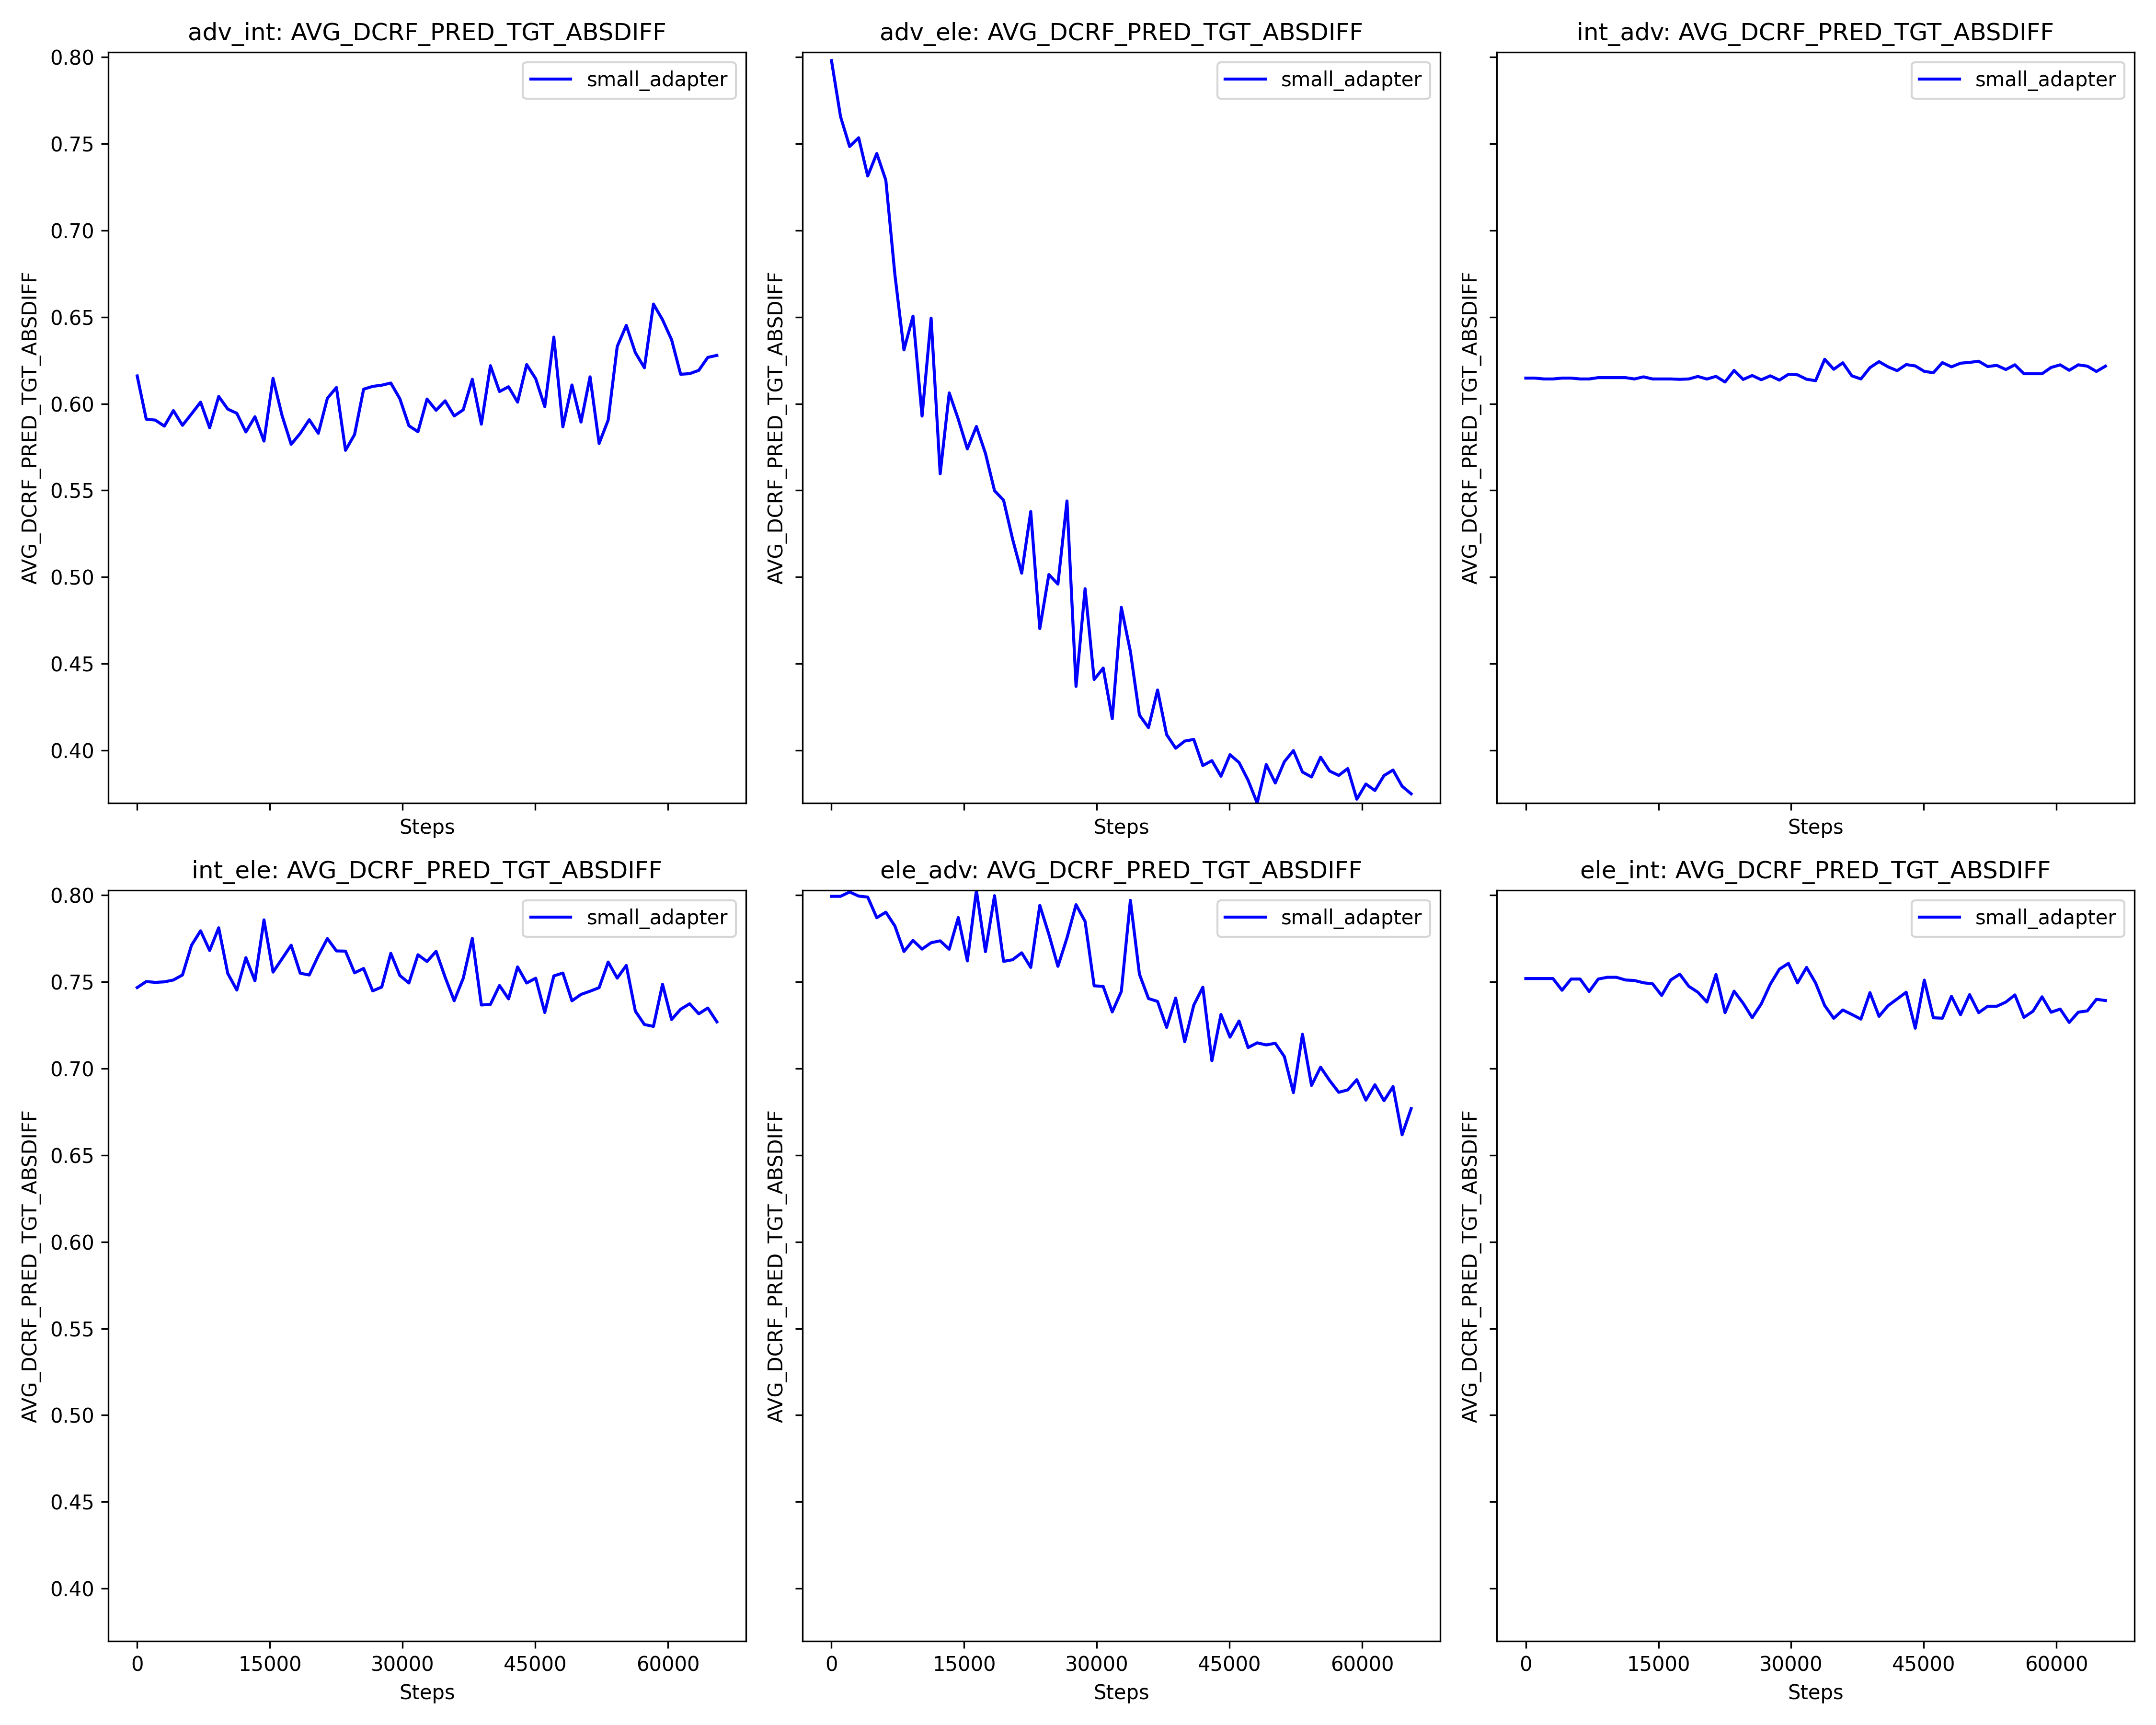 adv_int: AVG_DCRF_PRED_TGT_ABSDIFF
adv_ele: AVG_DCRF_PRED_TGT_ABSDIFF
int_adv: AVG_DCRF_PRED_TGT_ABSDIFF
small_adapter
small_adapter
small_adapter
AVG_DCRF_PRED_TGT_ABSDIFF
0.80
0.75
0.70
0.65
0.60
0.55
0.50
0.45
0.40
AVG_DCRF_PRED_TGT_ABSDIFF
AVG_DCRF_PRED_TGT_ABSDIFF
Steps
Steps
Steps
int_ele: AVG_DCRF_PRED_TGT_ABSDIFF
ele_adv: AVG_DCRF_PRED_TGT_ABSDIFF
ele_int: AVG_DCRF_PRED_TGT_ABSDIFF
small_adapter
small_adapter
small_adapter
AVG_DCRF_PRED_TGT_ABSDIFF
0.80
0.75
0.70
0.65
0.60
0.55
0.50
0.45
0.40
AVG_DCRF_PRED_TGT_ABSDIFF
AVG_DCRF_PRED_TGT_ABSDIFF
0 15000 30000 45000 60000
0 15000 30000 45000 60000
0 15000 30000 45000 60000
Steps
Steps
Steps